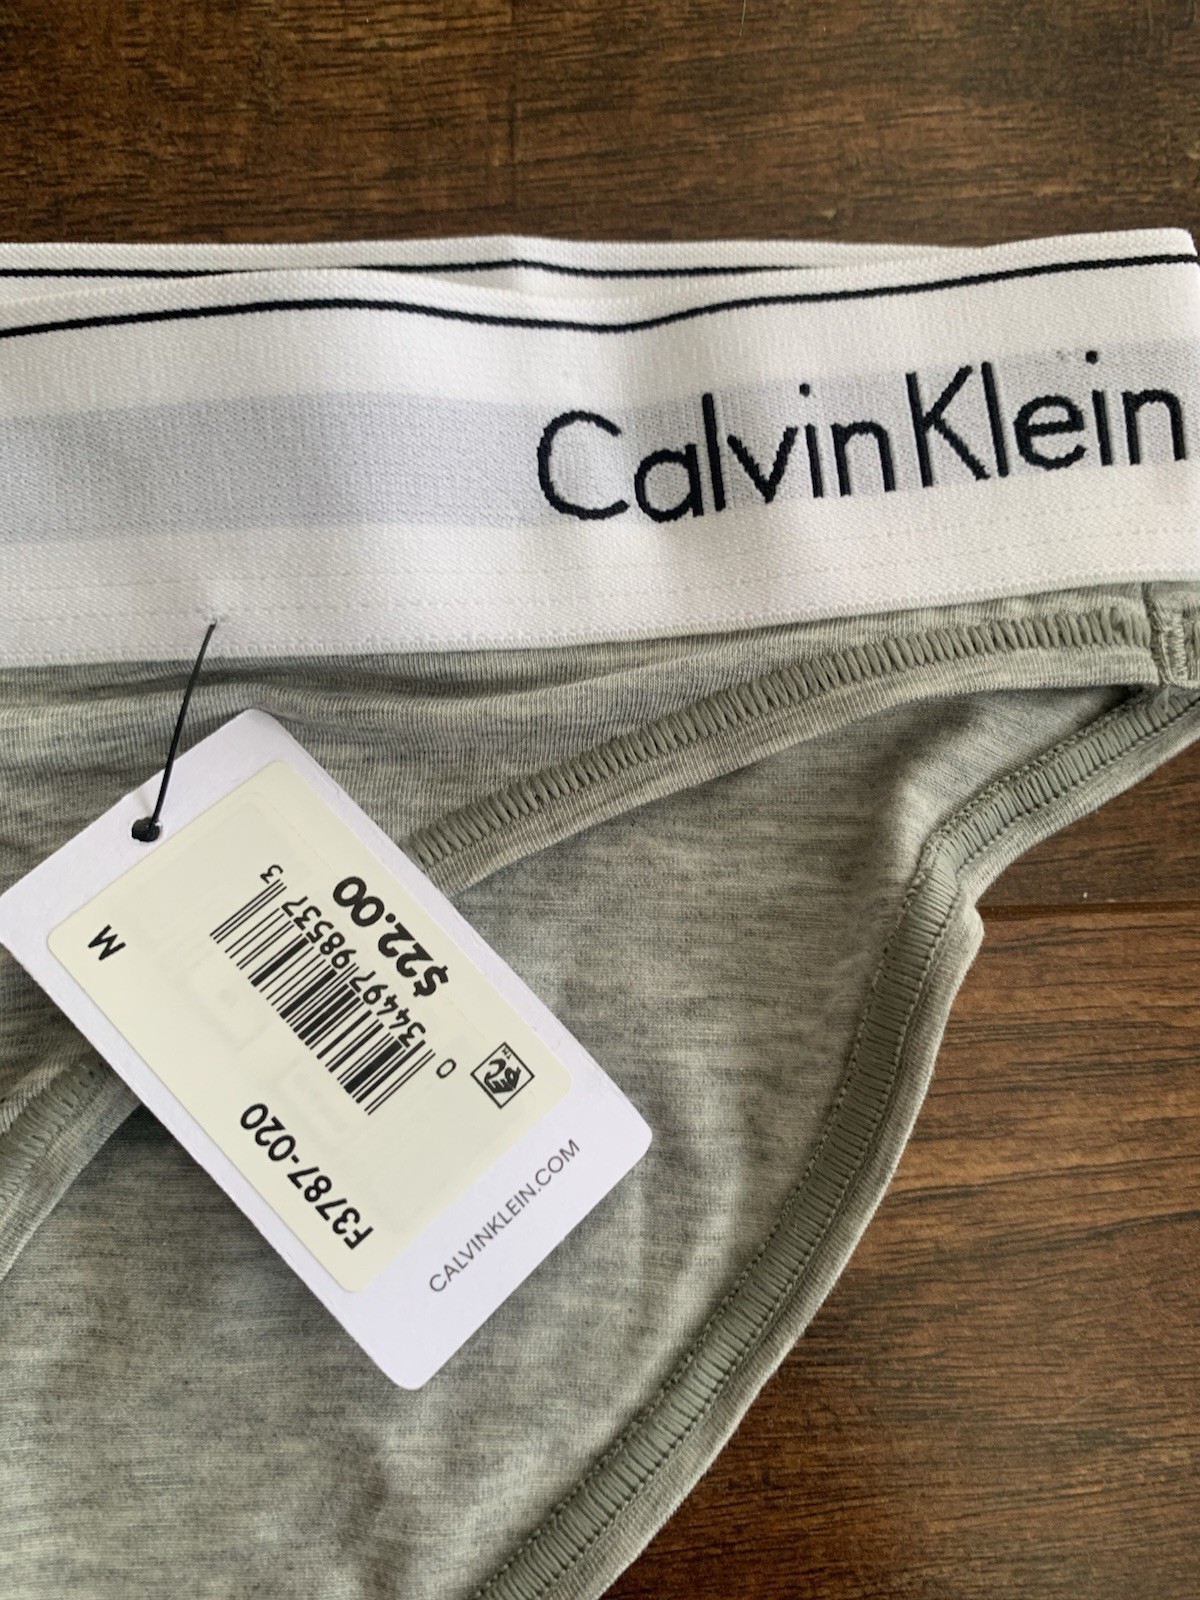 Calvin Klein
M
$22.00
0 34497 98537 3
F3787-020
CALVINKLEIN.COM